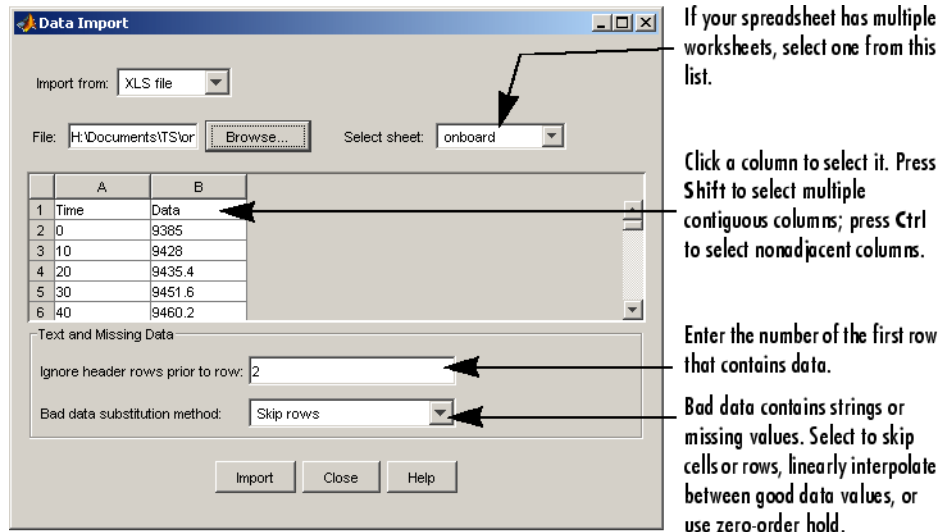 Data Import
Import from: XLS file
File: H:\Documents\TS\or Browse... Select sheet: onboard
A B
1 Time Data
2 0 9385
3 10 9428
4 20 9435.4
5 30 9451.6
6 40 9460.2
Text and Missing Data
Ignore header rows prior to row: 2
Bad data substitution method: Skip rows
Import Close Help
If your spreadsheet has multiple
worksheets, select one from this
list.
Click a column to select it. Press
Shift to select multiple
contiguous columns; press Ctrl
to select nonadjacent columns.
Enter the number of the first row
that contains data.
Bad data contains strings or
missing values. Select to skip
cells or rows, linearly interpolate
between good data values, or
use zero-order hold.